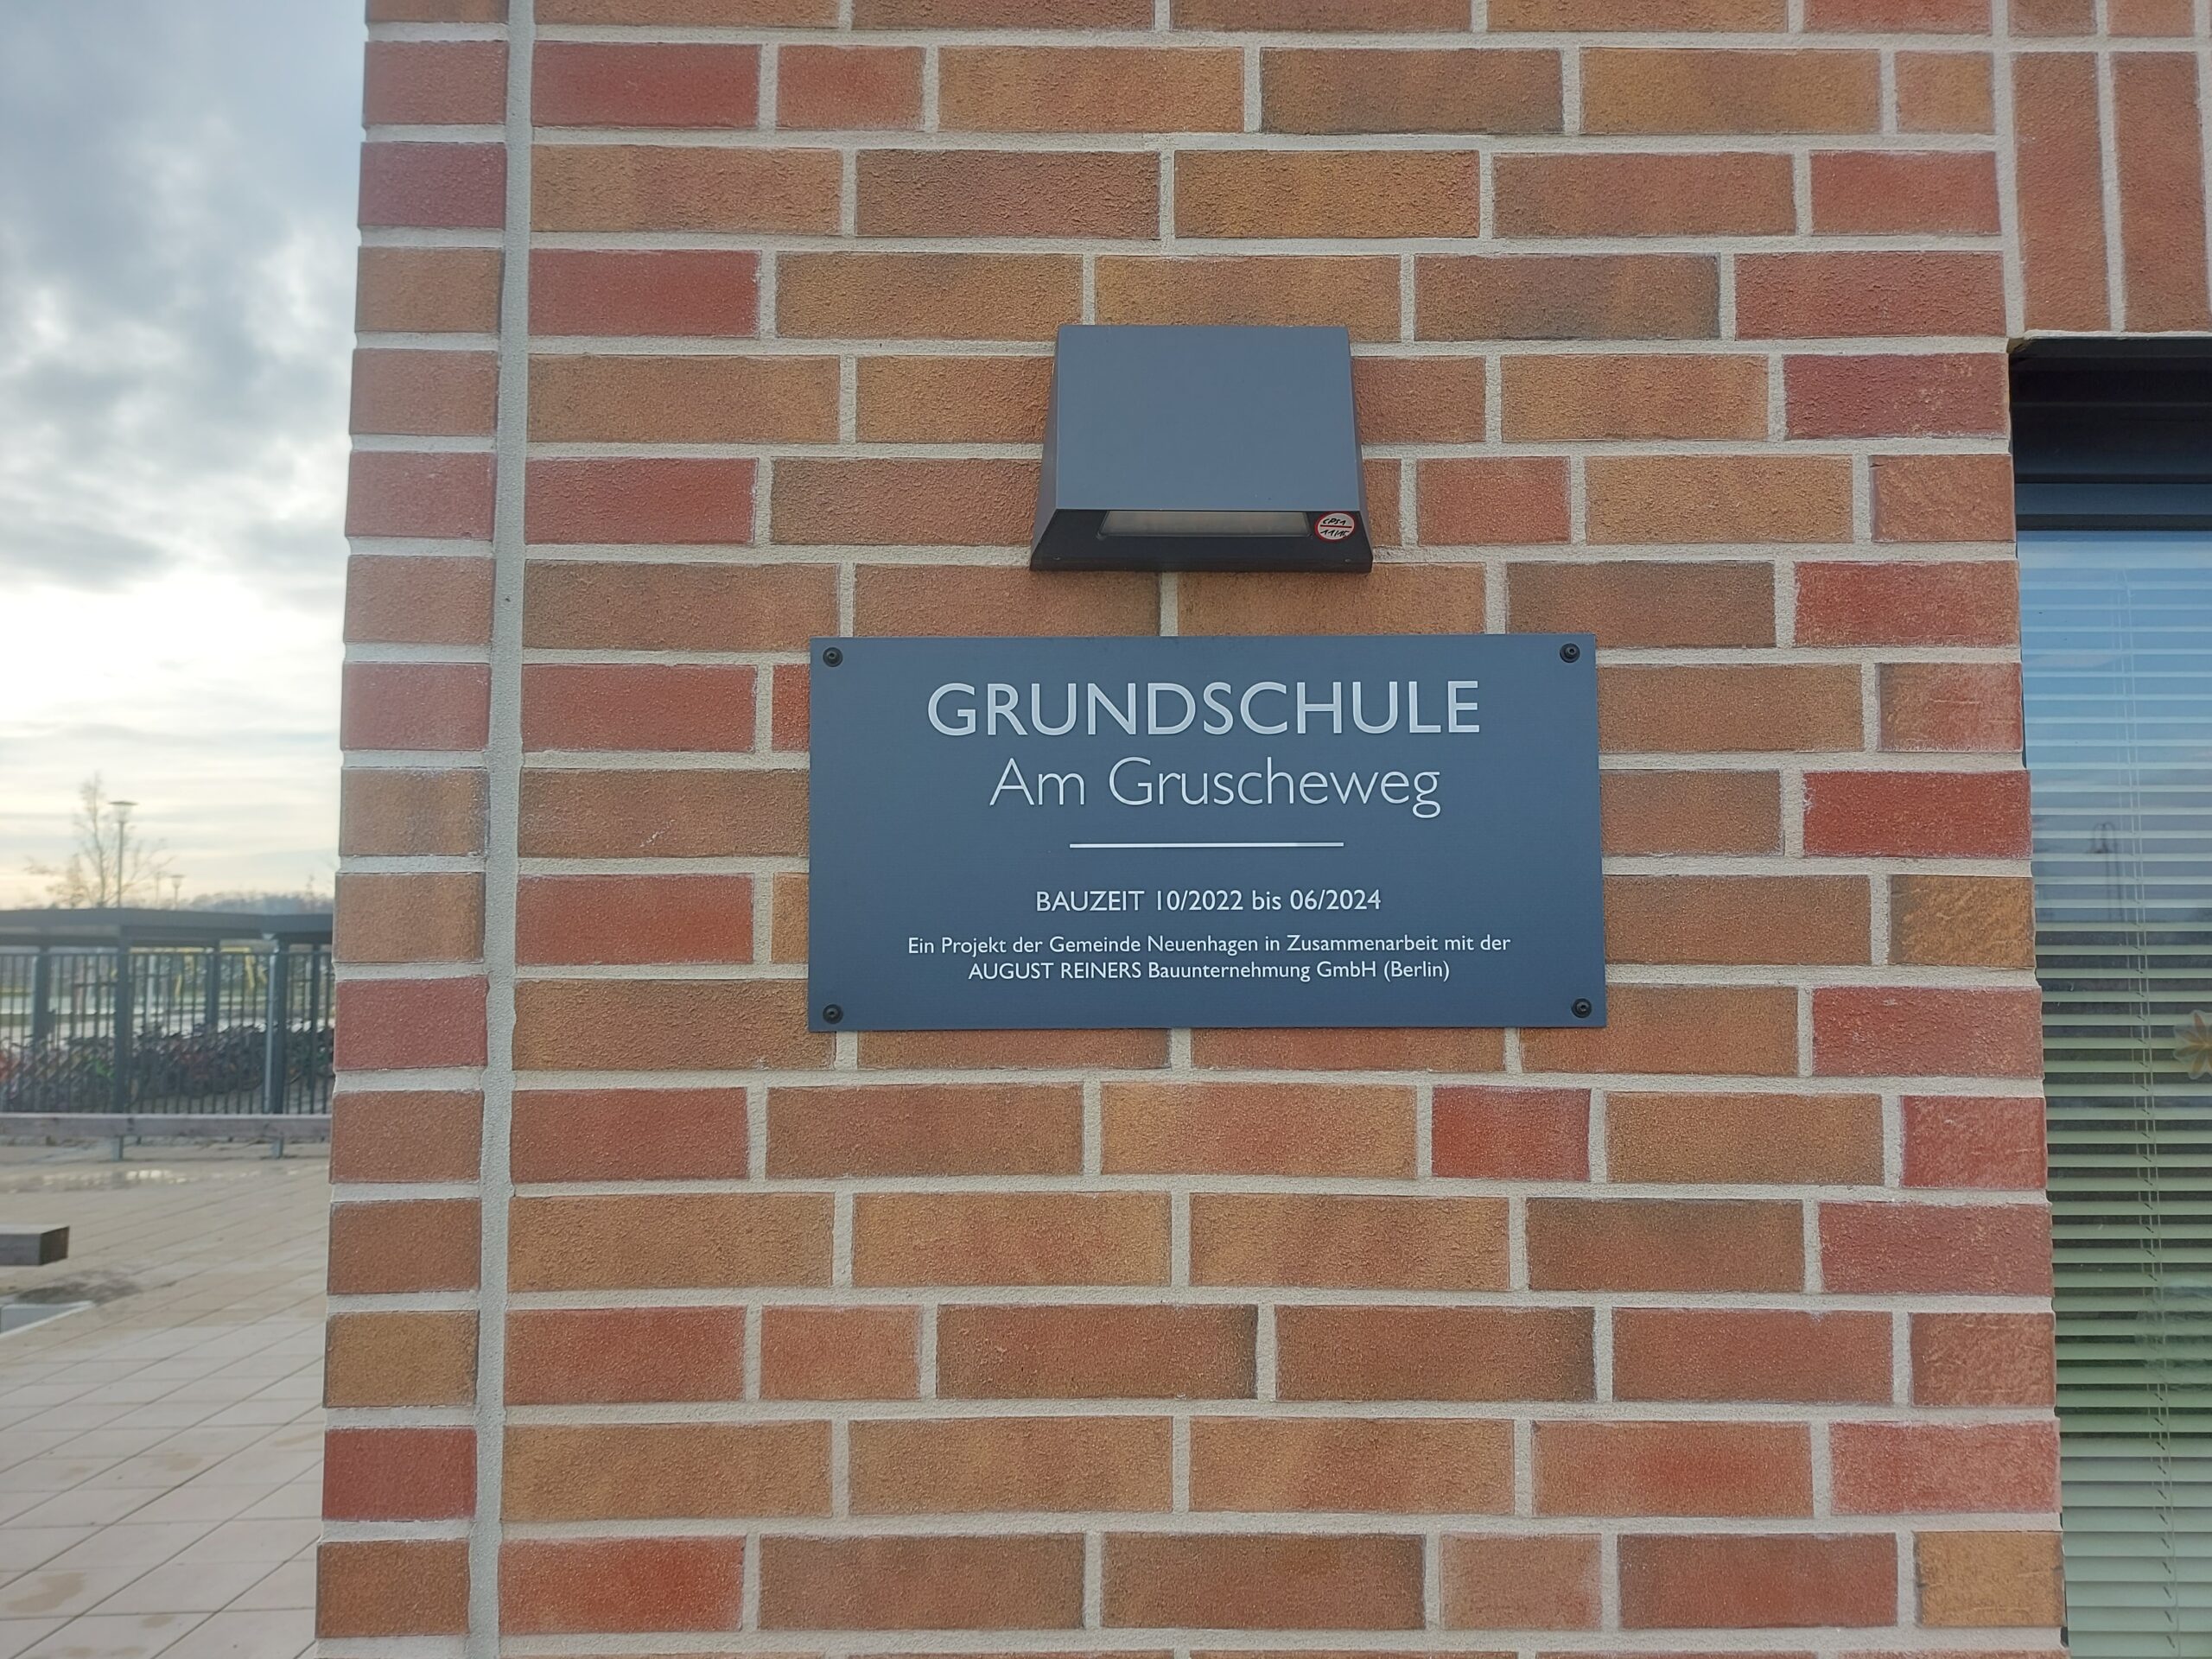 GRUNDSCHULE
Am Gruscheweg
BAUZEIT 10/2022 bis 06/2024
Ein Projekt der Gemeinde Neuenhagen in Zusammenarbeit mit der
AUGUST REINERS Bauunternehmung GmbH (Berlin)